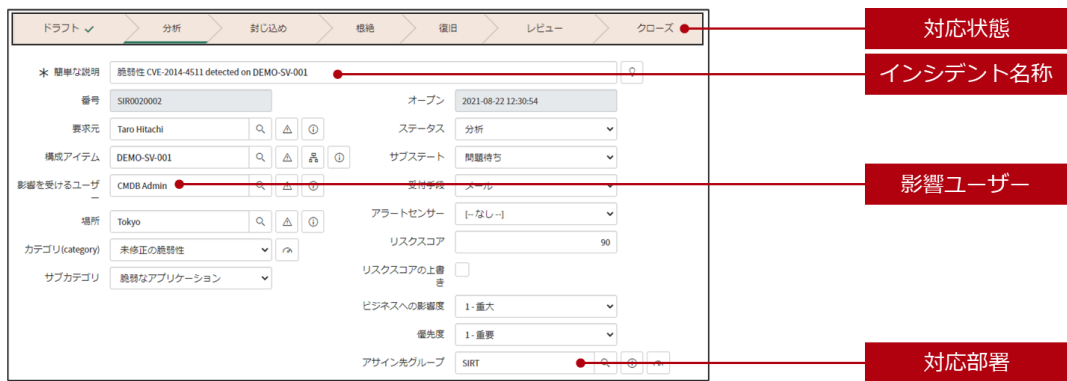 ドラフト 分析 封じ込め 根絶 復旧 レビュー クローズ
対応状態
簡単な説明 脆弱性 CVE-2014-4511 detected on DEMO-SV-001
インシデント名称
番号 SIR0020002 オープン 2021-08-22 12:30:54
要求元 Taro Hitachi ステータス 分析
構成アイテム DEMO-SV-001 サブステート 問題待ち
影響を受けるユーザー CMDB Admin 受付手段 メール
影響ユーザー
場所 Tokyo アラートセンサー [-- なし --]
カテゴリ(category) 未修正の脆弱性 リスクスコア 90
サブカテゴリ 脆弱なアプリケーション リスクスコアの上書き
ビジネスへの影響度 1 - 重大
優先度 1 - 重要
アサイン先グループ SIRT
対応部署